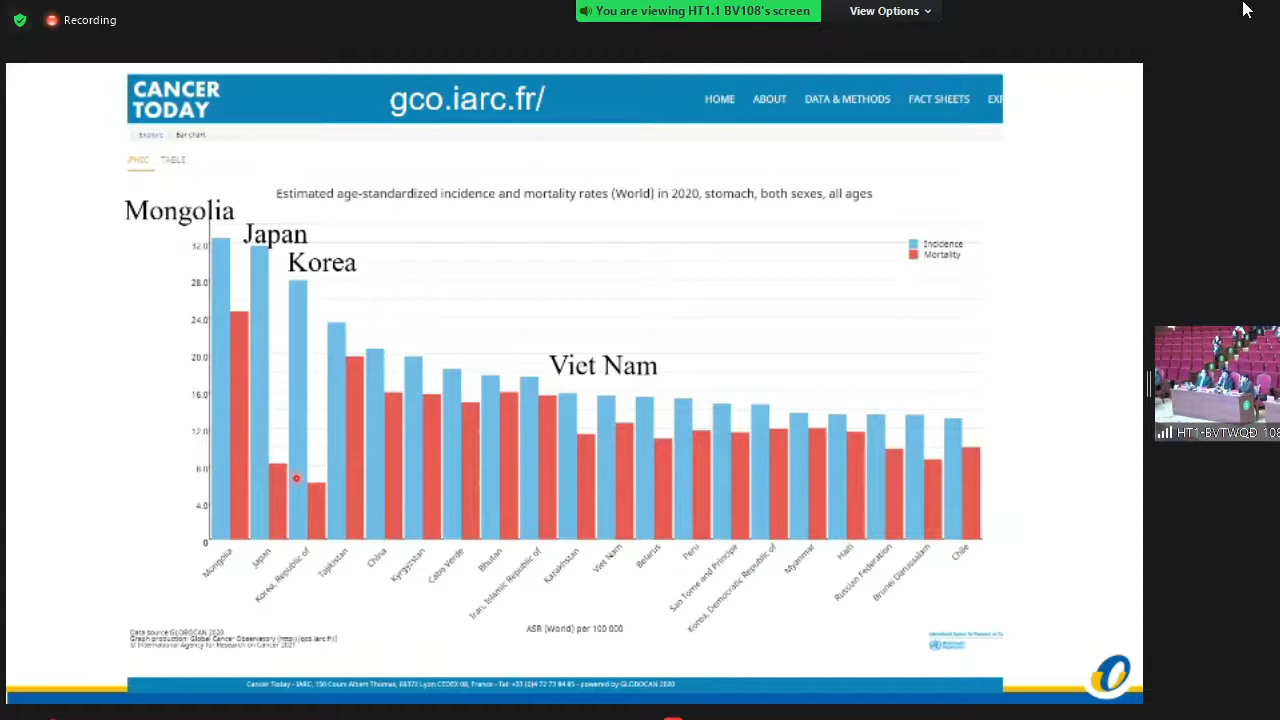 Recording
You are viewing HT1.1 BV108's screen
View Options
CANCER
TODAY
gco.iarc.fr/
HOME
ABOUT
DATA & METHODS
FACT SHEETS
EXP
Explore
Bar chart
PHIC
TABLE
Estimated age-standardized incidence and mortality rates (World) in 2020, stomach, both sexes, all ages
Mongolia
Japan
Korea
Viet Nam
Incidence
Mortality
32.0
28.0
24.0
20.0
16.0
12.0
8.0
4.0
0
Mongolia
Japan
Korea, Republic of
Tajikistan
China
Kyrgyzstan
Cabo Verde
Bhutan
Iran, Islamic Republic of
Kazakhstan
Viet Nam
Belarus
Peru
Sao Tome and Principe
Korea, Democratic Republic of
Myanmar
Haiti
Russian Federation
Brunei Darussalam
Chile
ASR (World) per 100 000
Data source: GLOBOCAN 2020
Graph production: Global Cancer Observatory (http://gco.iarc.fr/)
© International Agency for Research on Cancer 2021
Cancer Today - IARC, 150 Cours Albert Thomas, 69372 Lyon CEDEX 08, France - Tel: +33 (0)4 72 73 84 85 - powered by GLOBOCAN 2020
HT1-BVTWQĐ 108